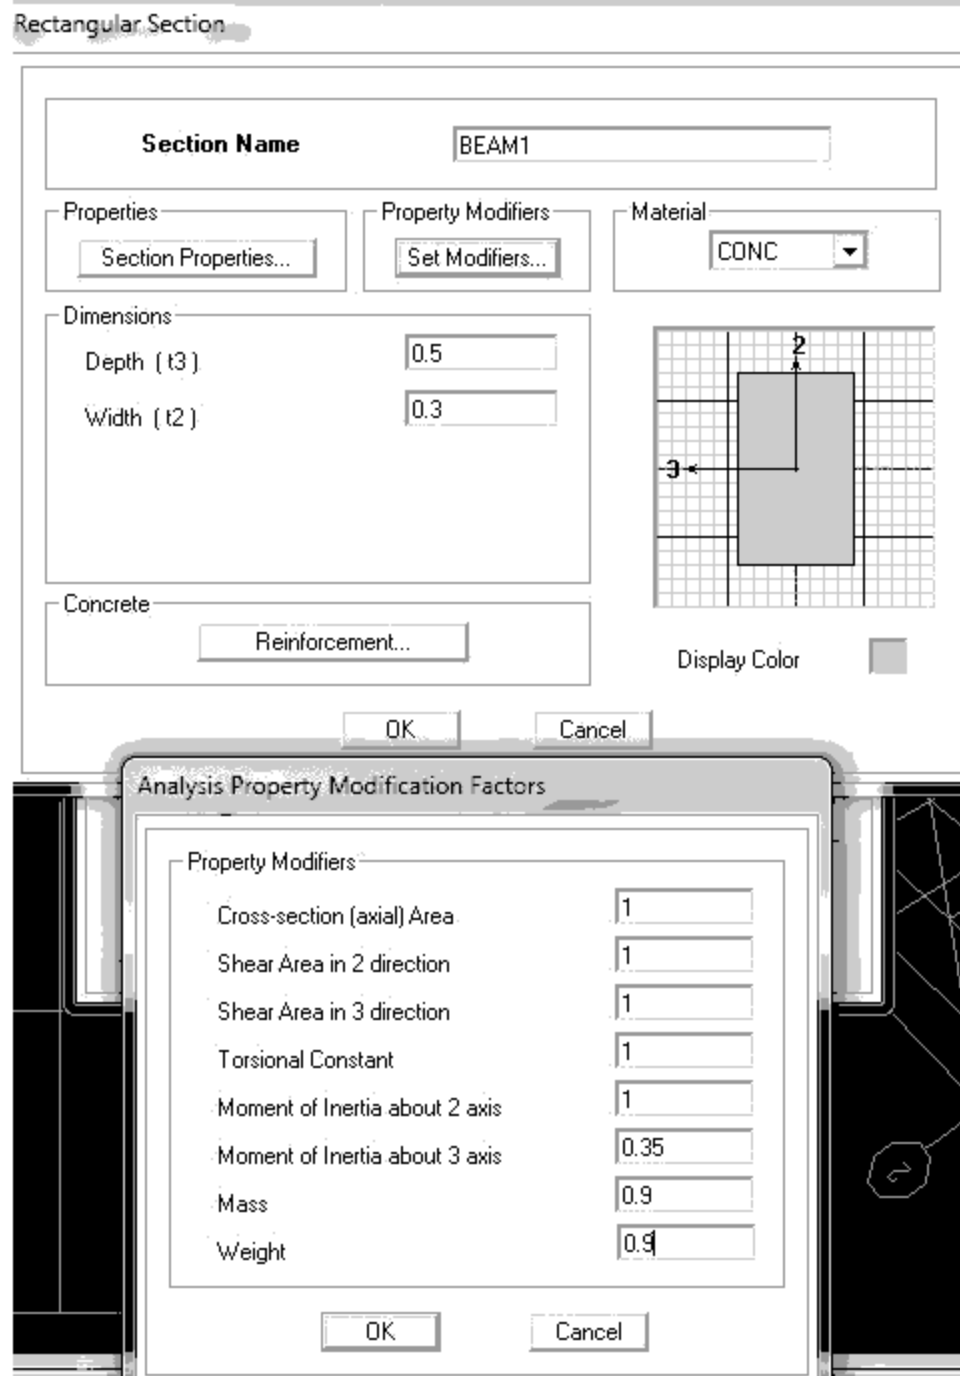 Rectangular Section
Section Name BEAM1
Properties Property Modifiers Material
Section Properties... Set Modifiers... CONC
Dimensions
Depth ( t3 ) 0.5
Width ( t2 ) 0.3
2
3
Concrete
Reinforcement...
Display Color
OK Cancel
Analysis Property Modification Factors
Property Modifiers
Cross-section (axial) Area 1
Shear Area in 2 direction 1
Shear Area in 3 direction 1
Torsional Constant 1
Moment of Inertia about 2 axis 1
Moment of Inertia about 3 axis 0.35
Mass 0.9
Weight 0.9
OK Cancel